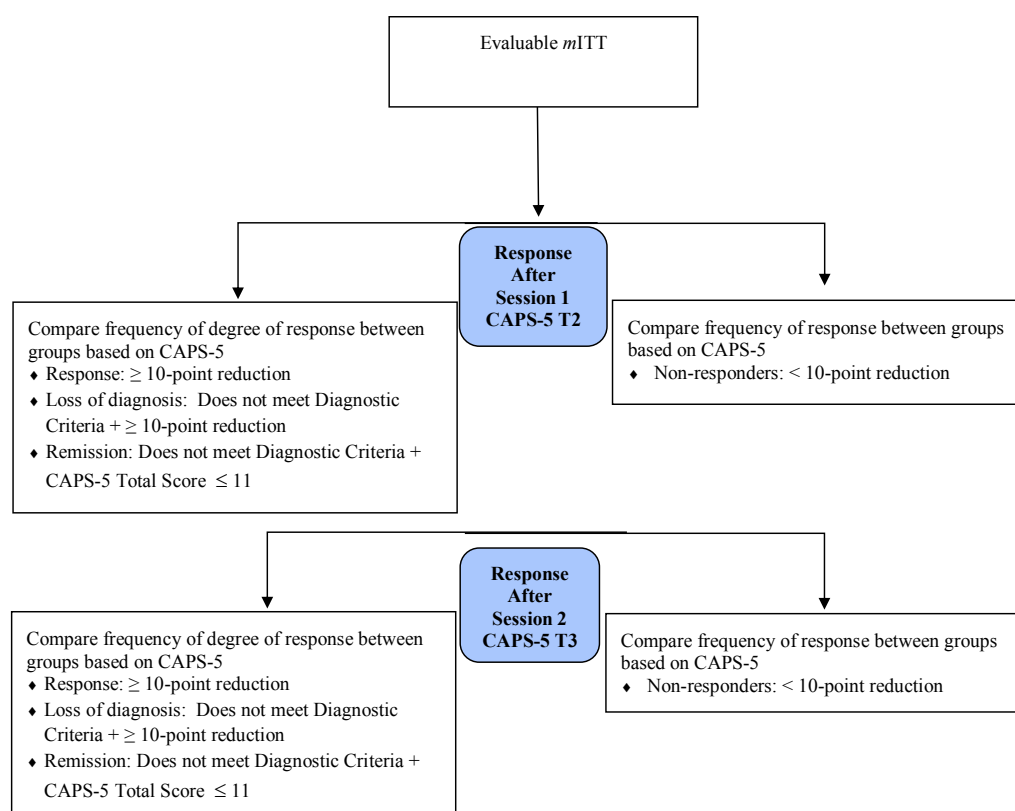 Evaluable mITT
Response
After
Session 1
CAPS-5 T2
Compare frequency of degree of response between
groups based on CAPS-5
♦ Response: ≥ 10-point reduction
♦ Loss of diagnosis:  Does not meet Diagnostic
Criteria + ≥ 10-point reduction
♦ Remission: Does not meet Diagnostic Criteria +
CAPS-5 Total Score ≤ 11
Compare frequency of response between groups
based on CAPS-5
♦ Non-responders: < 10-point reduction
Response
After
Session 2
CAPS-5 T3
Compare frequency of degree of response between
groups based on CAPS-5
♦ Response: ≥ 10-point reduction
♦ Loss of diagnosis:  Does not meet Diagnostic
Criteria + ≥ 10-point reduction
♦ Remission: Does not meet Diagnostic Criteria +
CAPS-5 Total Score ≤ 11
Compare frequency of response between groups
based on CAPS-5
♦ Non-responders: < 10-point reduction